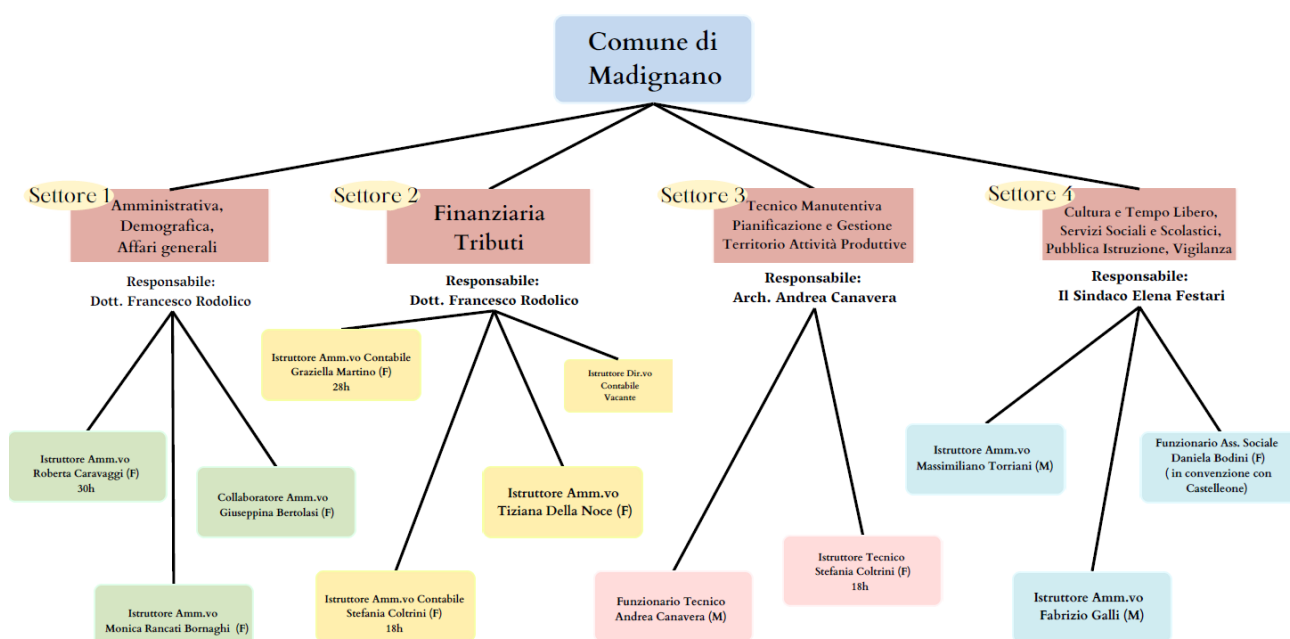 Comune di
Madignano
Settore 1
Amministrativa,
Demografica,
Affari generali
Responsabile:
Dott. Francesco Rodolico
Istruttore Amm.vo
Roberta Caravaggi (F)
30h
Istruttore Amm.vo
Monica Rancati Bornaghi (F)
Collaboratore Amm.vo
Giuseppina Bertolasi (F)
Settore 2
Finanziaria
Tributi
Responsabile:
Dott. Francesco Rodolico
Istruttore Amm.vo Contabile
Graziella Martino (F)
28h
Istruttore Amm.vo Contabile
Stefania Coltrini (F)
18h
Istruttore Amm.vo
Tiziana Della Noce (F)
Istruttore Dir.vo
Contabile
Vacante
Settore 3
Tecnico Manutentiva
Pianificazione e Gestione
Territorio Attività Produttive
Responsabile:
Arch. Andrea Canavera
Funzionario Tecnico
Andrea Canavera (M)
Istruttore Tecnico
Stefania Coltrini (F)
18h
Settore 4
Cultura e Tempo Libero,
Servizi Sociali e Scolastici,
Pubblica Istruzione, Vigilanza
Responsabile:
Il Sindaco Elena Festari
Istruttore Amm.vo
Massimiliano Torriani (M)
Istruttore Amm.vo
Fabrizio Galli (M)
Funzionario Ass. Sociale
Daniela Bodini (F)
( in convenzione con
Castelleone)